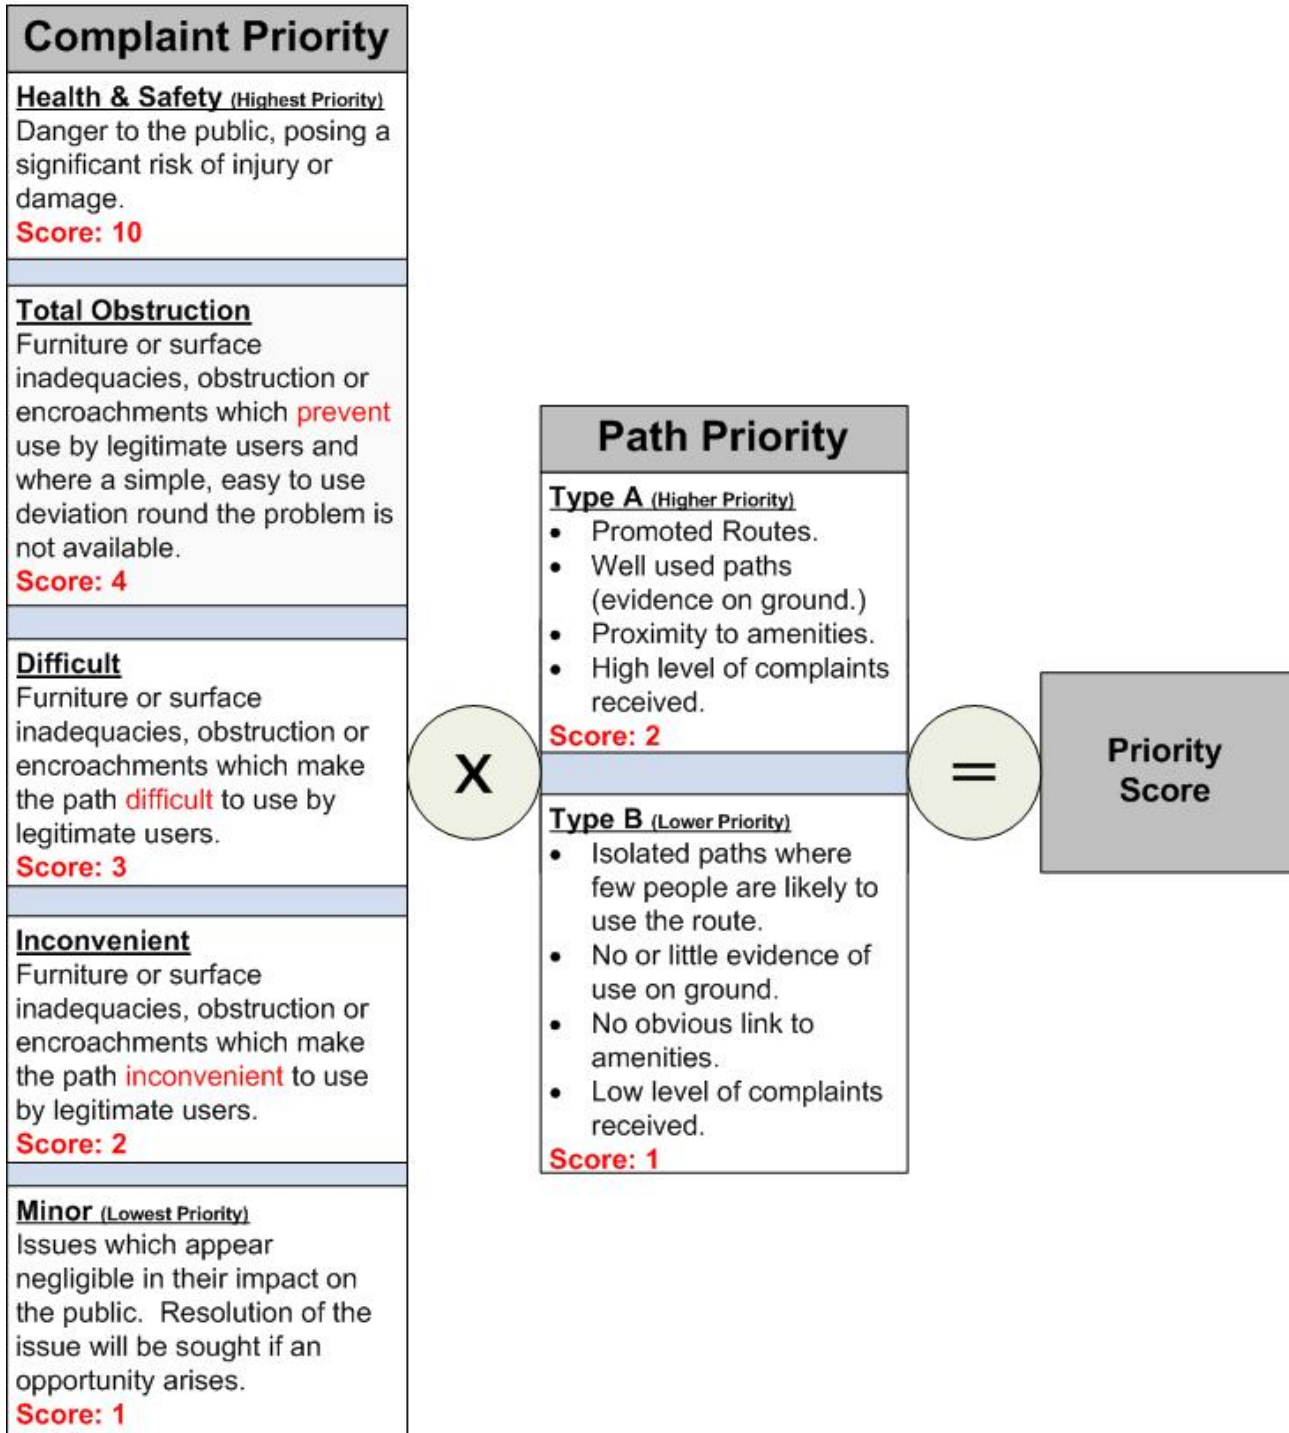 Complaint Priority
Health & Safety (Highest Priority)
Danger to the public, posing a
significant risk of injury or
damage.
Score: 10
Total Obstruction
Furniture or surface
inadequacies, obstruction or
encroachments which prevent
use by legitimate users and
where a simple, easy to use
deviation round the problem is
not available.
Score: 4
Difficult
Furniture or surface
inadequacies, obstruction or
encroachments which make
the path difficult to use by
legitimate users.
Score: 3
Inconvenient
Furniture or surface
inadequacies, obstruction or
encroachments which make
the path inconvenient to use
by legitimate users.
Score: 2
Minor (Lowest Priority)
Issues which appear
negligible in their impact on
the public.  Resolution of the
issue will be sought if an
opportunity arises.
Score: 1
X
Path Priority
Type A (Higher Priority)
• Promoted Routes.
• Well used paths
(evidence on ground.)
• Proximity to amenities.
• High level of complaints
received.
Score: 2
Type B (Lower Priority)
• Isolated paths where
few people are likely to
use the route.
• No or little evidence of
use on ground.
• No obvious link to
amenities.
• Low level of complaints
received.
Score: 1
=
Priority
Score